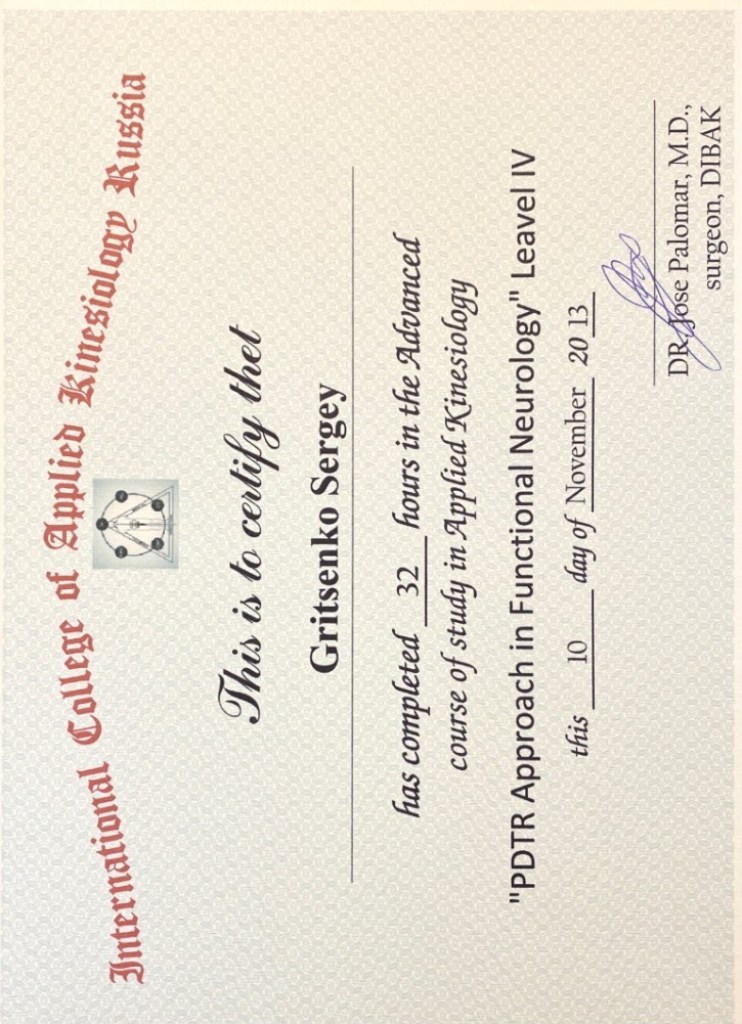 International College of Applied Kinesiology Russia
This is to certify thet
Gritsenko Sergey
has completed 32 hours in the Advanced
course of study in Applied Kinesiology
"PDTR Approach in Functional Neurology" Leavel IV
this 10 day of November 20 13
DR. Jose Palomar, M.D.,
surgeon, DIBAK